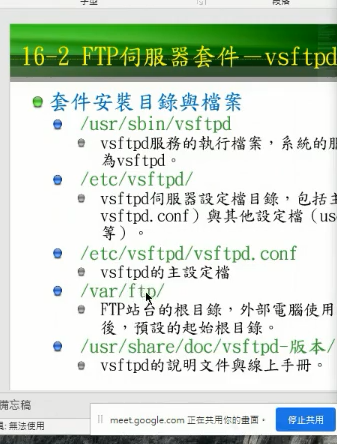 字型
段落
16-2 FTP伺服器套件－vsftpd
套件安裝目錄與檔案
/usr/sbin/vsftpd
vsftpd服務的執行檔案，系統的服
為vsftpd。
/etc/vsftpd/
vsftpd伺服器設定檔目錄，包括主
vsftpd.conf）與其他設定檔（use
等）。
/etc/vsftpd/vsftpd.conf
vsftpd的主設定檔
/var/ftp/
FTP站台的根目錄，外部電腦使用
後，預設的起始根目錄。
/usr/share/doc/vsftpd-版本/
vsftpd的說明文件與線上手冊。
備忘稿
: 無法使用
meet.google.com 正在共用你的畫面。
停止共用